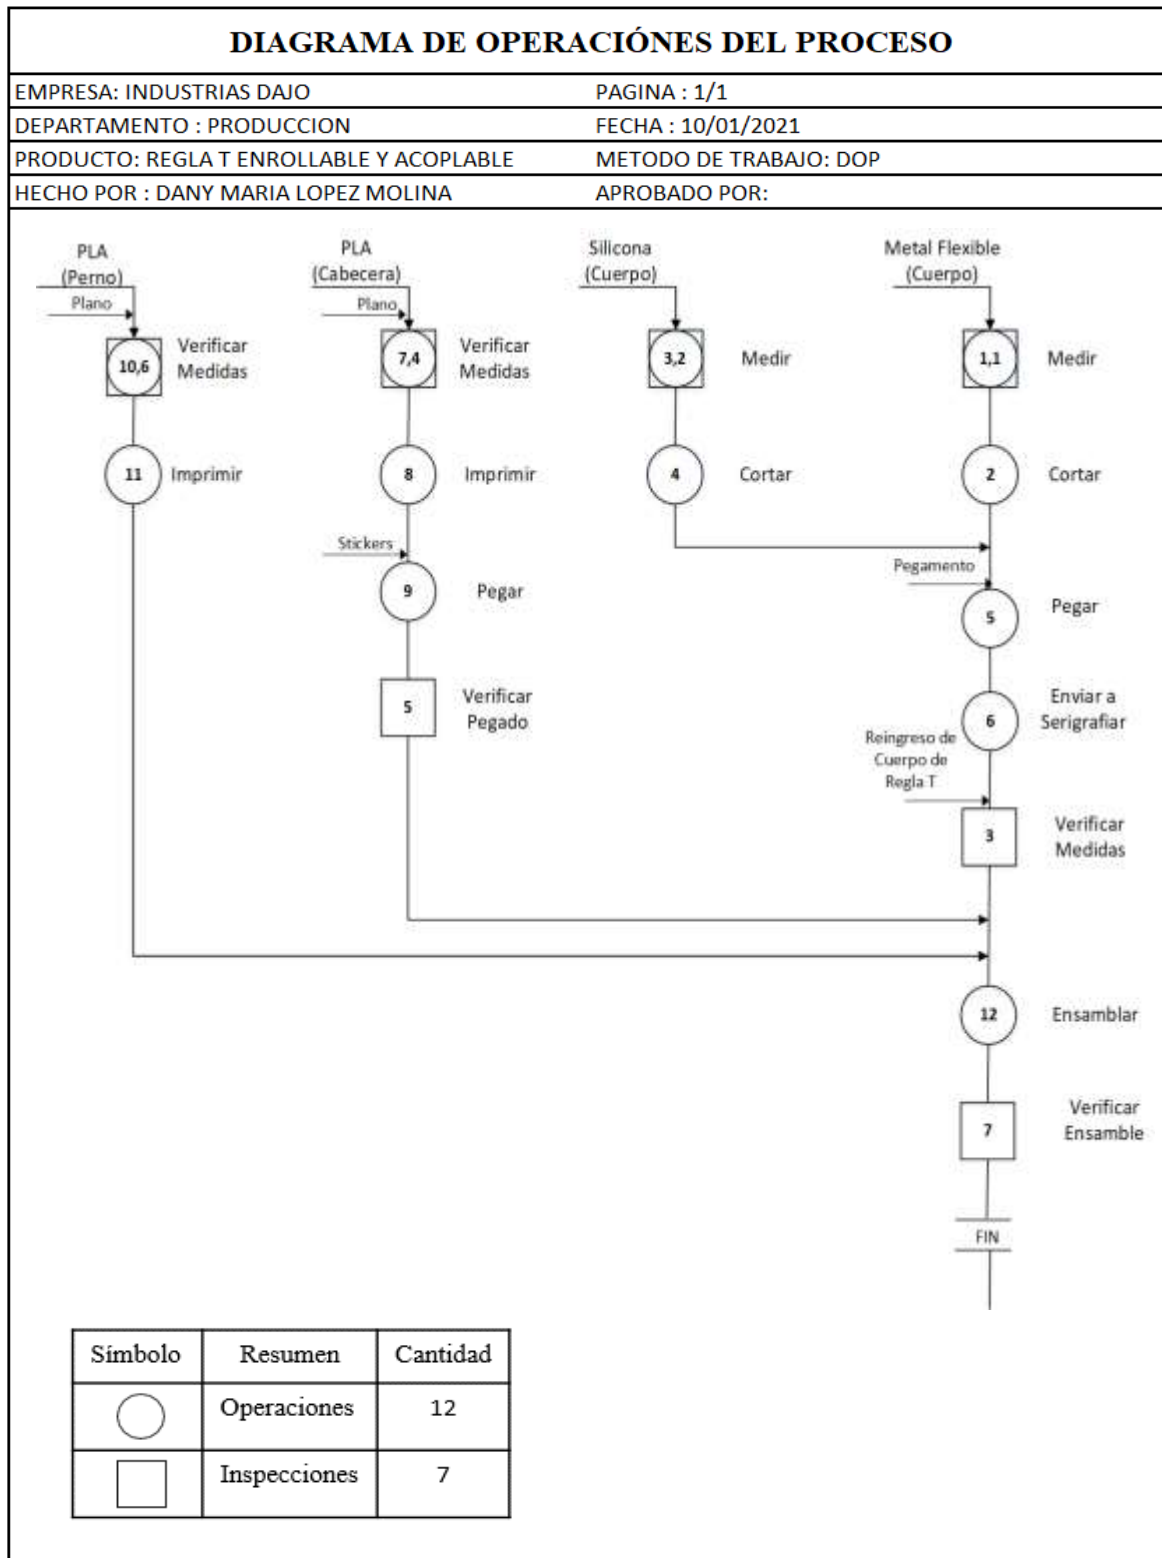 DIAGRAMA DE OPERACIÓNES DEL PROCESO
EMPRESA: INDUSTRIAS DAJO
PAGINA : 1/1
DEPARTAMENTO : PRODUCCION
FECHA : 10/01/2021
PRODUCTO: REGLA T ENROLLABLE Y ACOPLABLE
METODO DE TRABAJO: DOP
HECHO POR : DANY MARIA LOPEZ MOLINA
APROBADO POR:
PLA
(Perno)
Plano
10,6
Verificar
Medidas
11
Imprimir
PLA
(Cabecera)
Plano
7,4
Verificar
Medidas
8
Imprimir
Stickers
9
Pegar
5
Verificar
Pegado
Silicona
(Cuerpo)
3,2
Medir
4
Cortar
Metal Flexible
(Cuerpo)
1,1
Medir
2
Cortar
Pegamento
5
Pegar
6
Enviar a
Serigrafiar
Reingreso de
Cuerpo de
Regla T
3
Verificar
Medidas
12
Ensamblar
7
Verificar
Ensamble
FIN
Símbolo
Resumen
Cantidad
Operaciones
12
Inspecciones
7